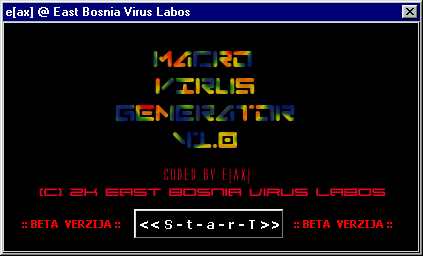 e[ax] @ East Bosnia Virus Labos
MACRO
VIRUS
GENERATOR
V1.0
CODED BY E[AX]
(C) 2K EAST BOSNIA VIRUS LABOS
:: BETA VERZIJA :: <<S-t-a-r-T>> :: BETA VERZIJA ::